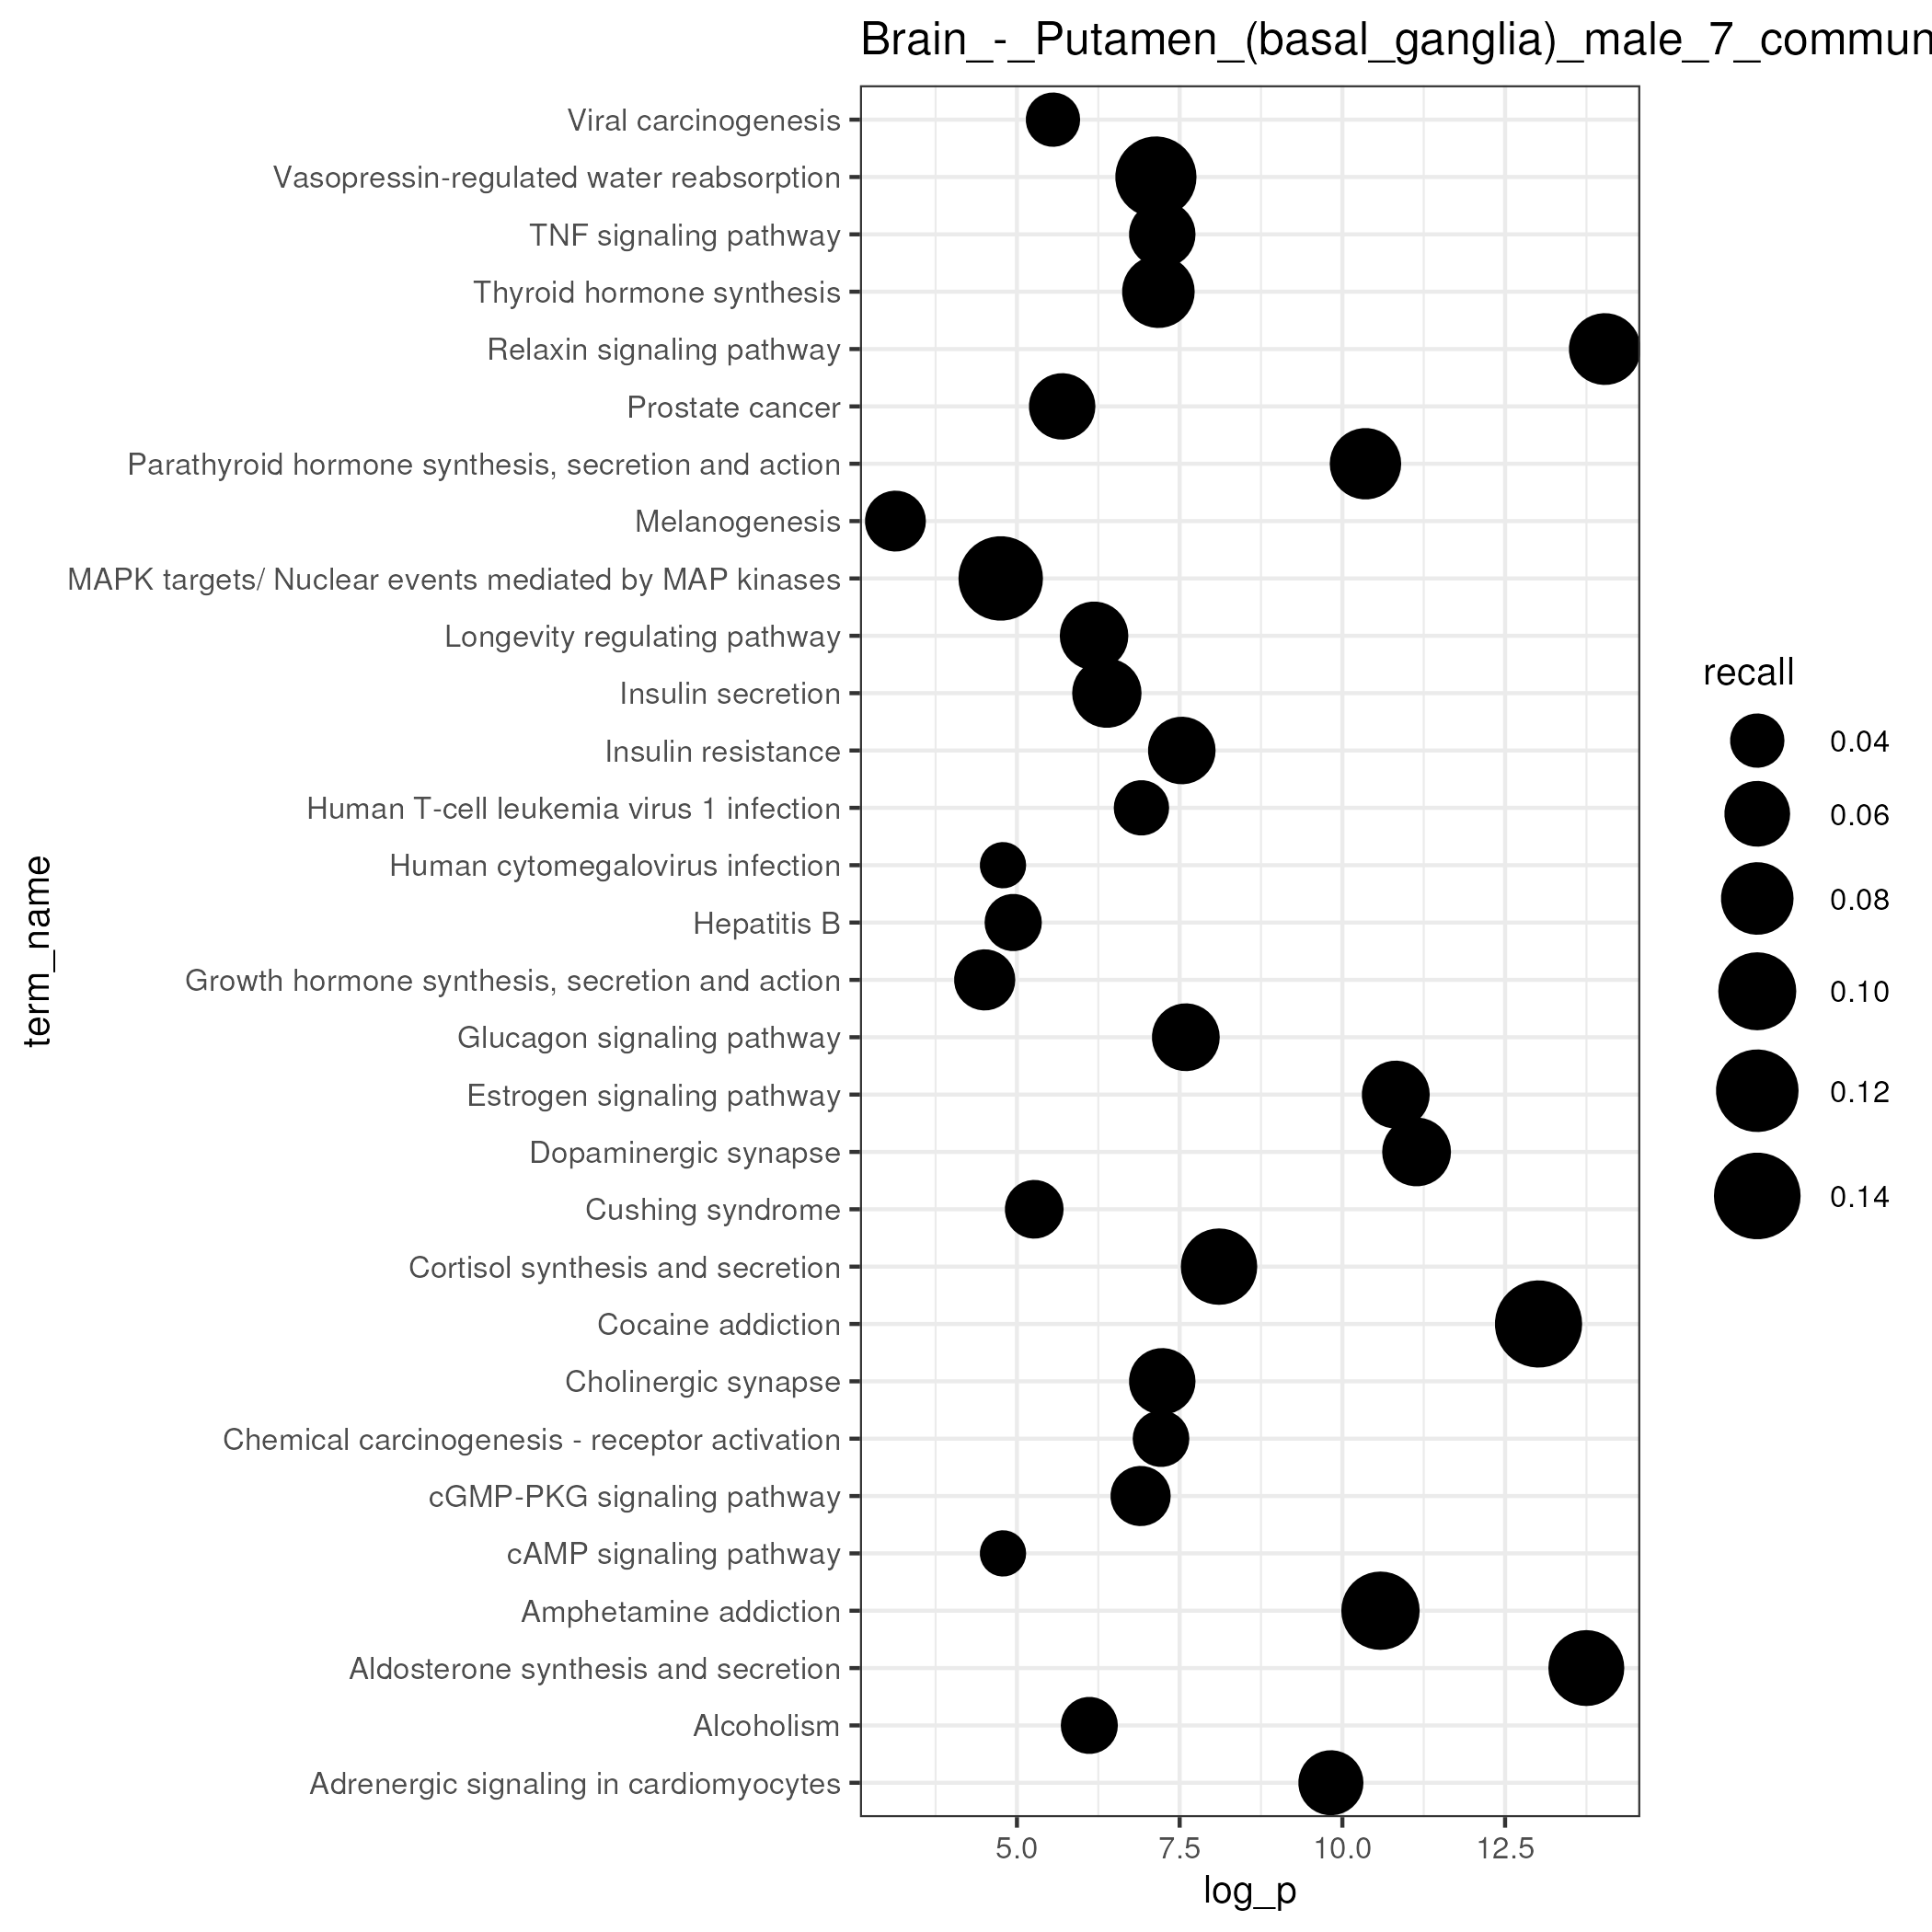 Brain_-_Putamen_(basal_ganglia)_male_7_commun
Viral carcinogenesis
Vasopressin-regulated water reabsorption
TNF signaling pathway
Thyroid hormone synthesis
Relaxin signaling pathway
Prostate cancer
Parathyroid hormone synthesis, secretion and action
Melanogenesis
MAPK targets/ Nuclear events mediated by MAP kinases
Longevity regulating pathway
Insulin secretion
Insulin resistance
Human T-cell leukemia virus 1 infection
Human cytomegalovirus infection
Hepatitis B
Growth hormone synthesis, secretion and action
Glucagon signaling pathway
Estrogen signaling pathway
Dopaminergic synapse
Cushing syndrome
Cortisol synthesis and secretion
Cocaine addiction
Cholinergic synapse
Chemical carcinogenesis - receptor activation
cGMP-PKG signaling pathway
cAMP signaling pathway
Amphetamine addiction
Aldosterone synthesis and secretion
Alcoholism
Adrenergic signaling in cardiomyocytes
term_name
5.0 7.5 10.0 12.5
log_p
recall
0.04
0.06
0.08
0.10
0.12
0.14